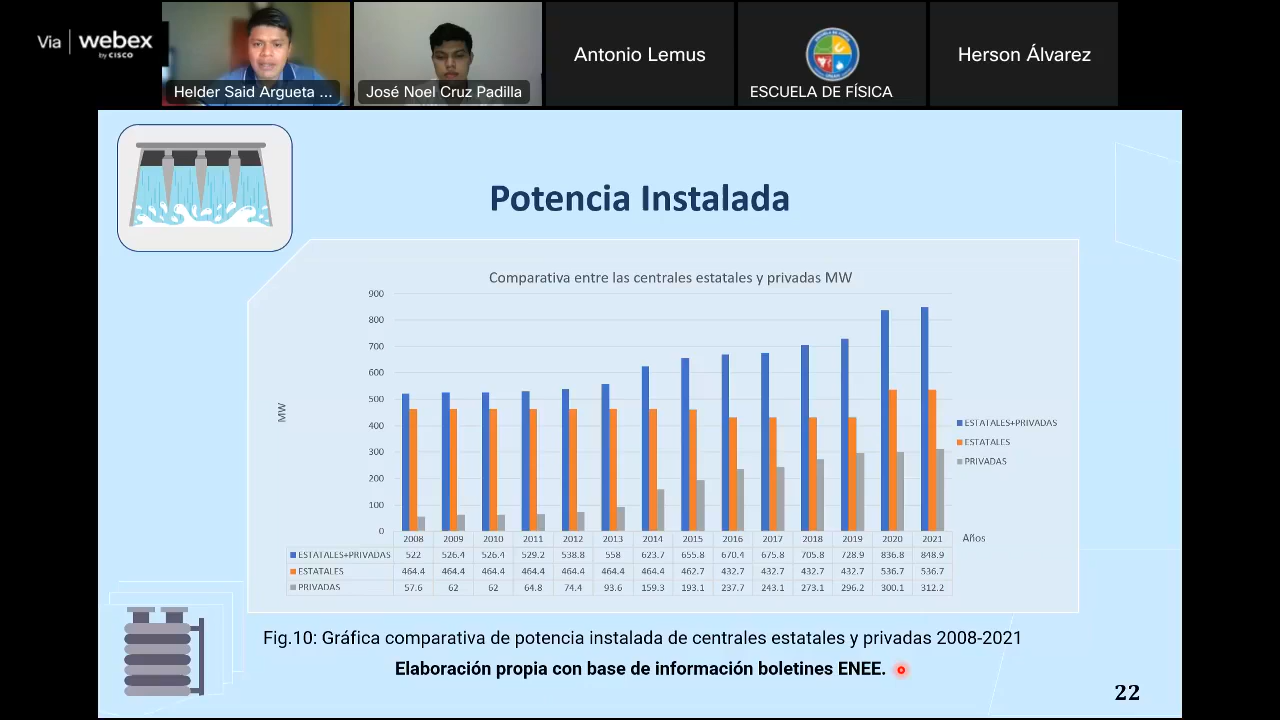 Via webex
by CISCO
Helder Said Argueta ...
José Noel Cruz Padilla
Antonio Lemus
ESCUELA DE FÍSICA
Herson Álvarez
Potencia Instalada
Comparativa entre las centrales estatales y privadas MW
900
800
700
600
500
400
300
200
100
0
MW
ESTATALES+PRIVADAS
ESTATALES
PRIVADAS
2008 2009 2010 2011 2012 2013 2014 2015 2016 2017 2018 2019 2020 2021 Años
ESTATALES+PRIVADAS 522 526.4 526.4 529.2 538.8 558 623.7 655.8 670.4 675.8 705.8 728.9 836.8 848.9
ESTATALES 464.4 464.4 464.4 464.4 464.4 464.4 464.4 462.7 432.7 432.7 432.7 432.7 536.7 536.7
PRIVADAS 57.6 62 62 64.8 74.4 93.6 159.3 193.1 237.7 243.1 273.1 296.2 300.1 312.2
Fig.10: Gráfica comparativa de potencia instalada de centrales estatales y privadas 2008-2021
Elaboración propia con base de información boletines ENEE.
22